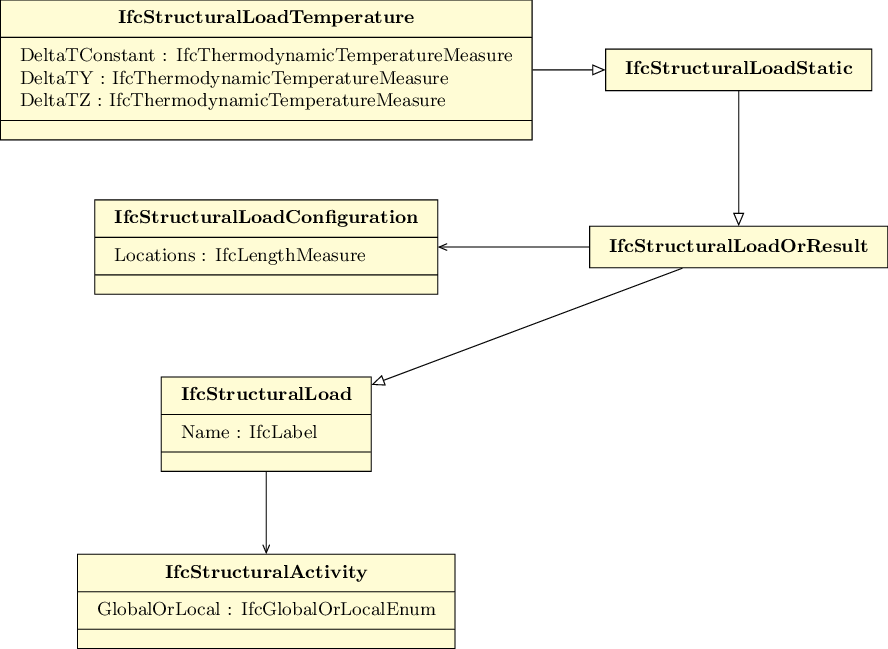 IfcStructuralLoadTemperature
DeltaTConstant : IfcThermodynamicTemperatureMeasure
DeltaTY : IfcThermodynamicTemperatureMeasure
DeltaTZ : IfcThermodynamicTemperatureMeasure
IfcStructuralLoadStatic
IfcStructuralLoadConfiguration
Locations : IfcLengthMeasure
IfcStructuralLoadOrResult
IfcStructuralLoad
Name : IfcLabel
IfcStructuralActivity
GlobalOrLocal : IfcGlobalOrLocalEnum